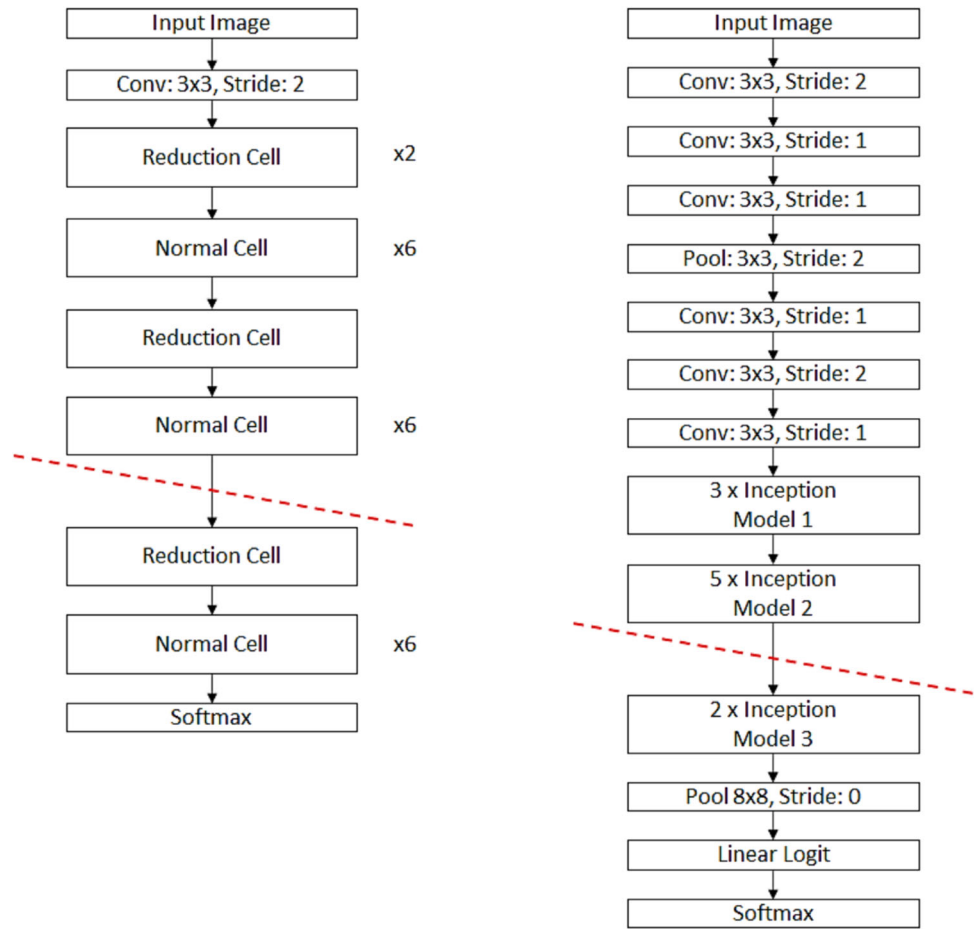 Input Image
Conv: 3x3, Stride: 2
Reduction Cell
x2
Normal Cell
x6
Reduction Cell
Normal Cell
x6
Reduction Cell
Normal Cell
x6
Softmax
Input Image
Conv: 3x3, Stride: 2
Conv: 3x3, Stride: 1
Conv: 3x3, Stride: 1
Pool: 3x3, Stride: 2
Conv: 3x3, Stride: 1
Conv: 3x3, Stride: 2
Conv: 3x3, Stride: 1
3 x Inception
Model 1
5 x Inception
Model 2
2 x Inception
Model 3
Pool 8x8, Stride: 0
Linear Logit
Softmax